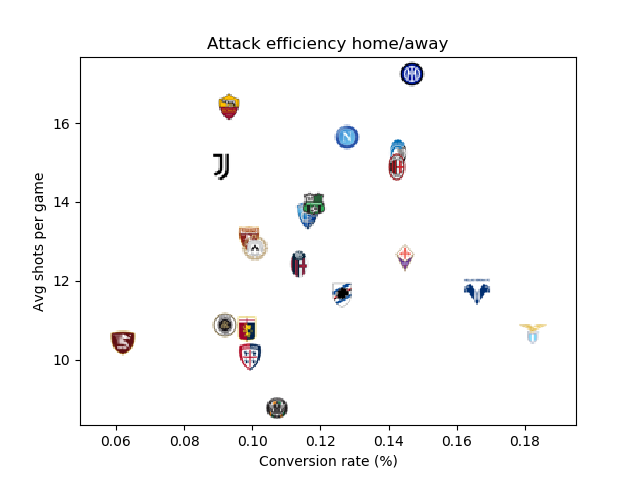 Attack efficiency home/away
Avg shots per game
16
14
12
10
0.06 0.08 0.10 0.12 0.14 0.16 0.18
Conversion rate (%)
N